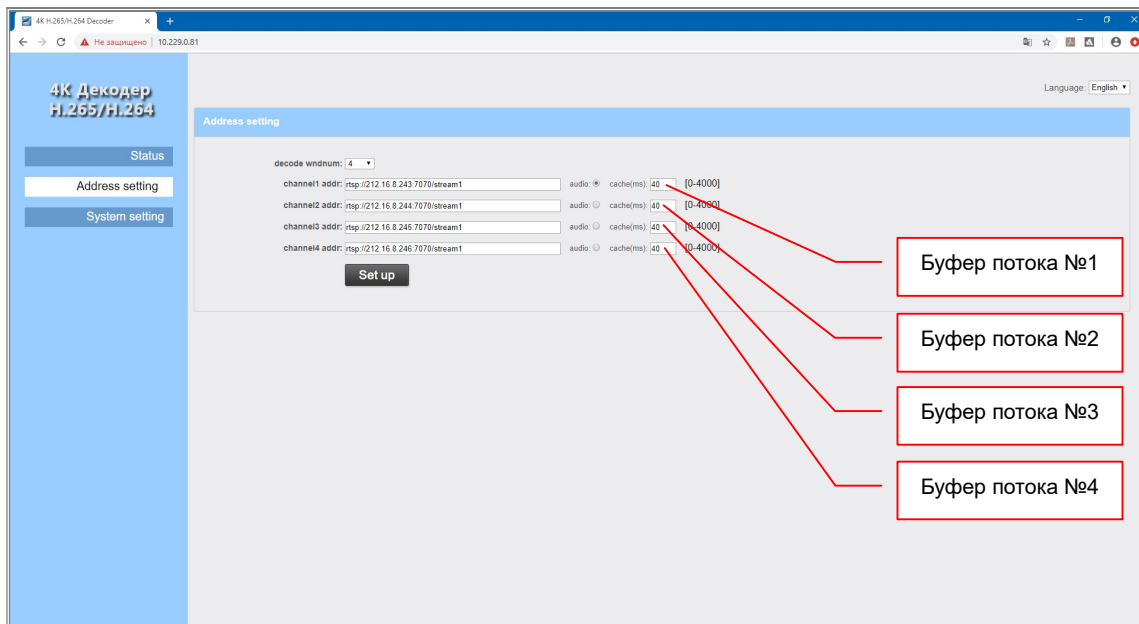 4K H.265/H.264 Decoder
Не защищено | 10.229.0.81
4K Декодер
H.265/H.264
Language: English
Status
Address setting
System setting
Address setting
decode wndnum: 4
channel1 addr: rtsp://212.16.8.243:7070/stream1 audio: cache(ms): 40 [0-4000]
channel2 addr: rtsp://212.16.8.244:7070/stream1 audio: cache(ms): 40 [0-4000]
channel3 addr: rtsp://212.16.8.245:7070/stream1 audio: cache(ms): 40 [0-4000]
channel4 addr: rtsp://212.16.8.246:7070/stream1 audio: cache(ms): 40 [0-4000]
Set up
Буфер потока №1
Буфер потока №2
Буфер потока №3
Буфер потока №4